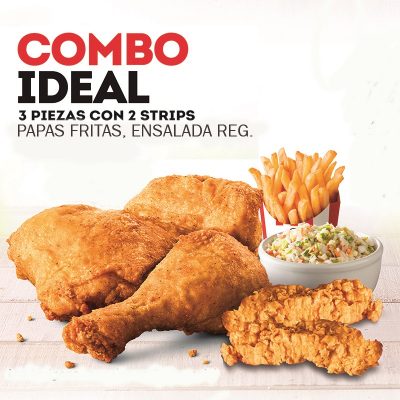 COMBO
IDEAL
3 PIEZAS CON 2 STRIPS
PAPAS FRITAS, ENSALADA REG.